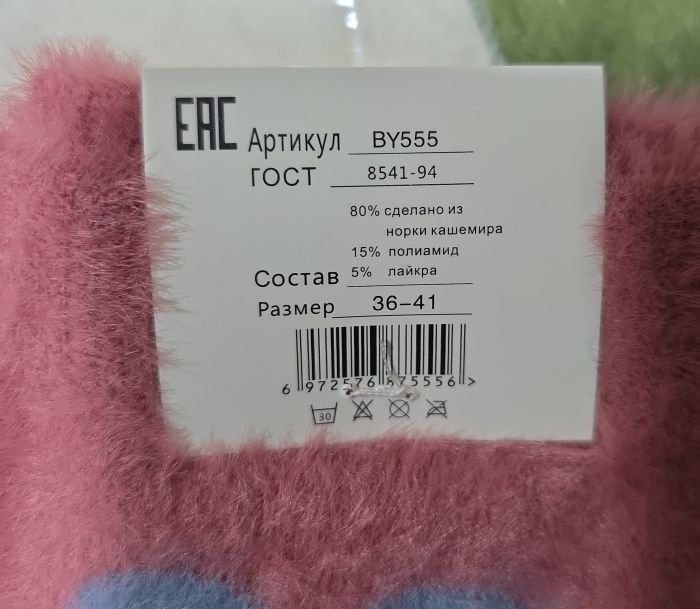 EAC Артикул BY555
ГОСТ 8541-94
80% сделано из
норки кашемира
15% полиамид
Состав 5% лайкра
Размер 36–41
6 972576 875556 >
30